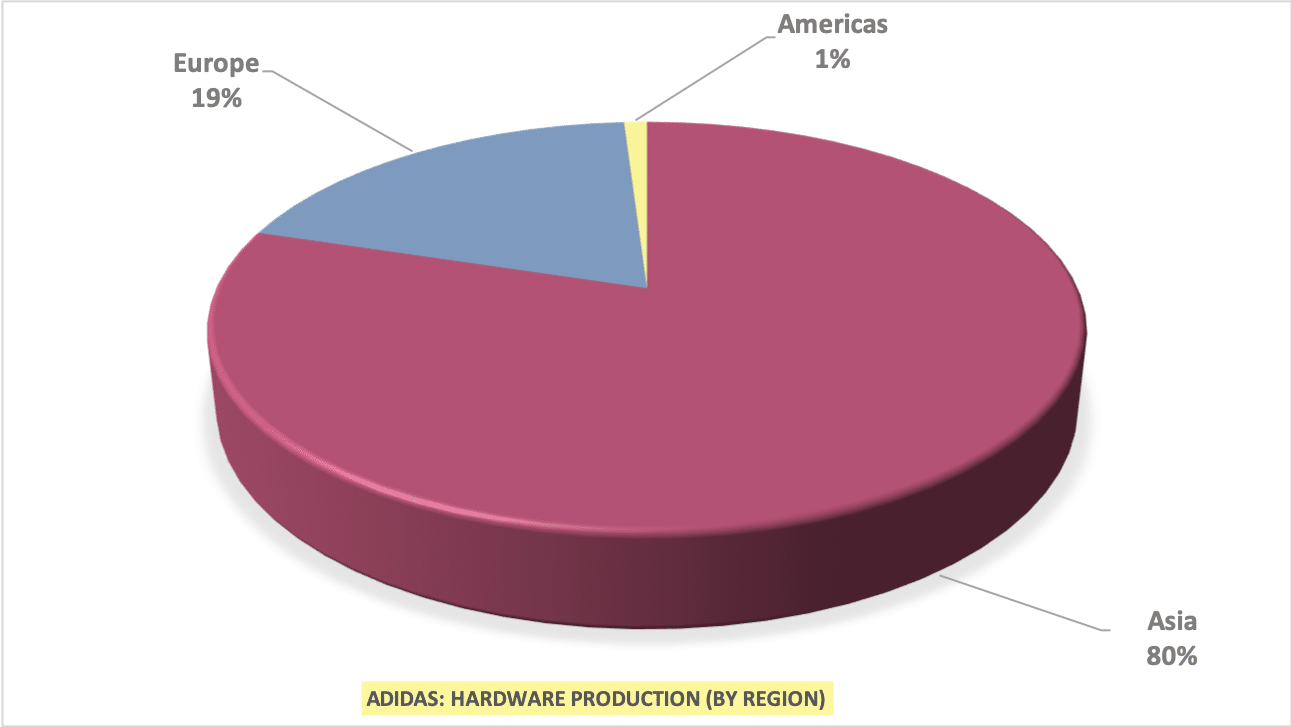 Americas
1%
Europe
19%
Asia
80%
ADIDAS: HARDWARE PRODUCTION (BY REGION)